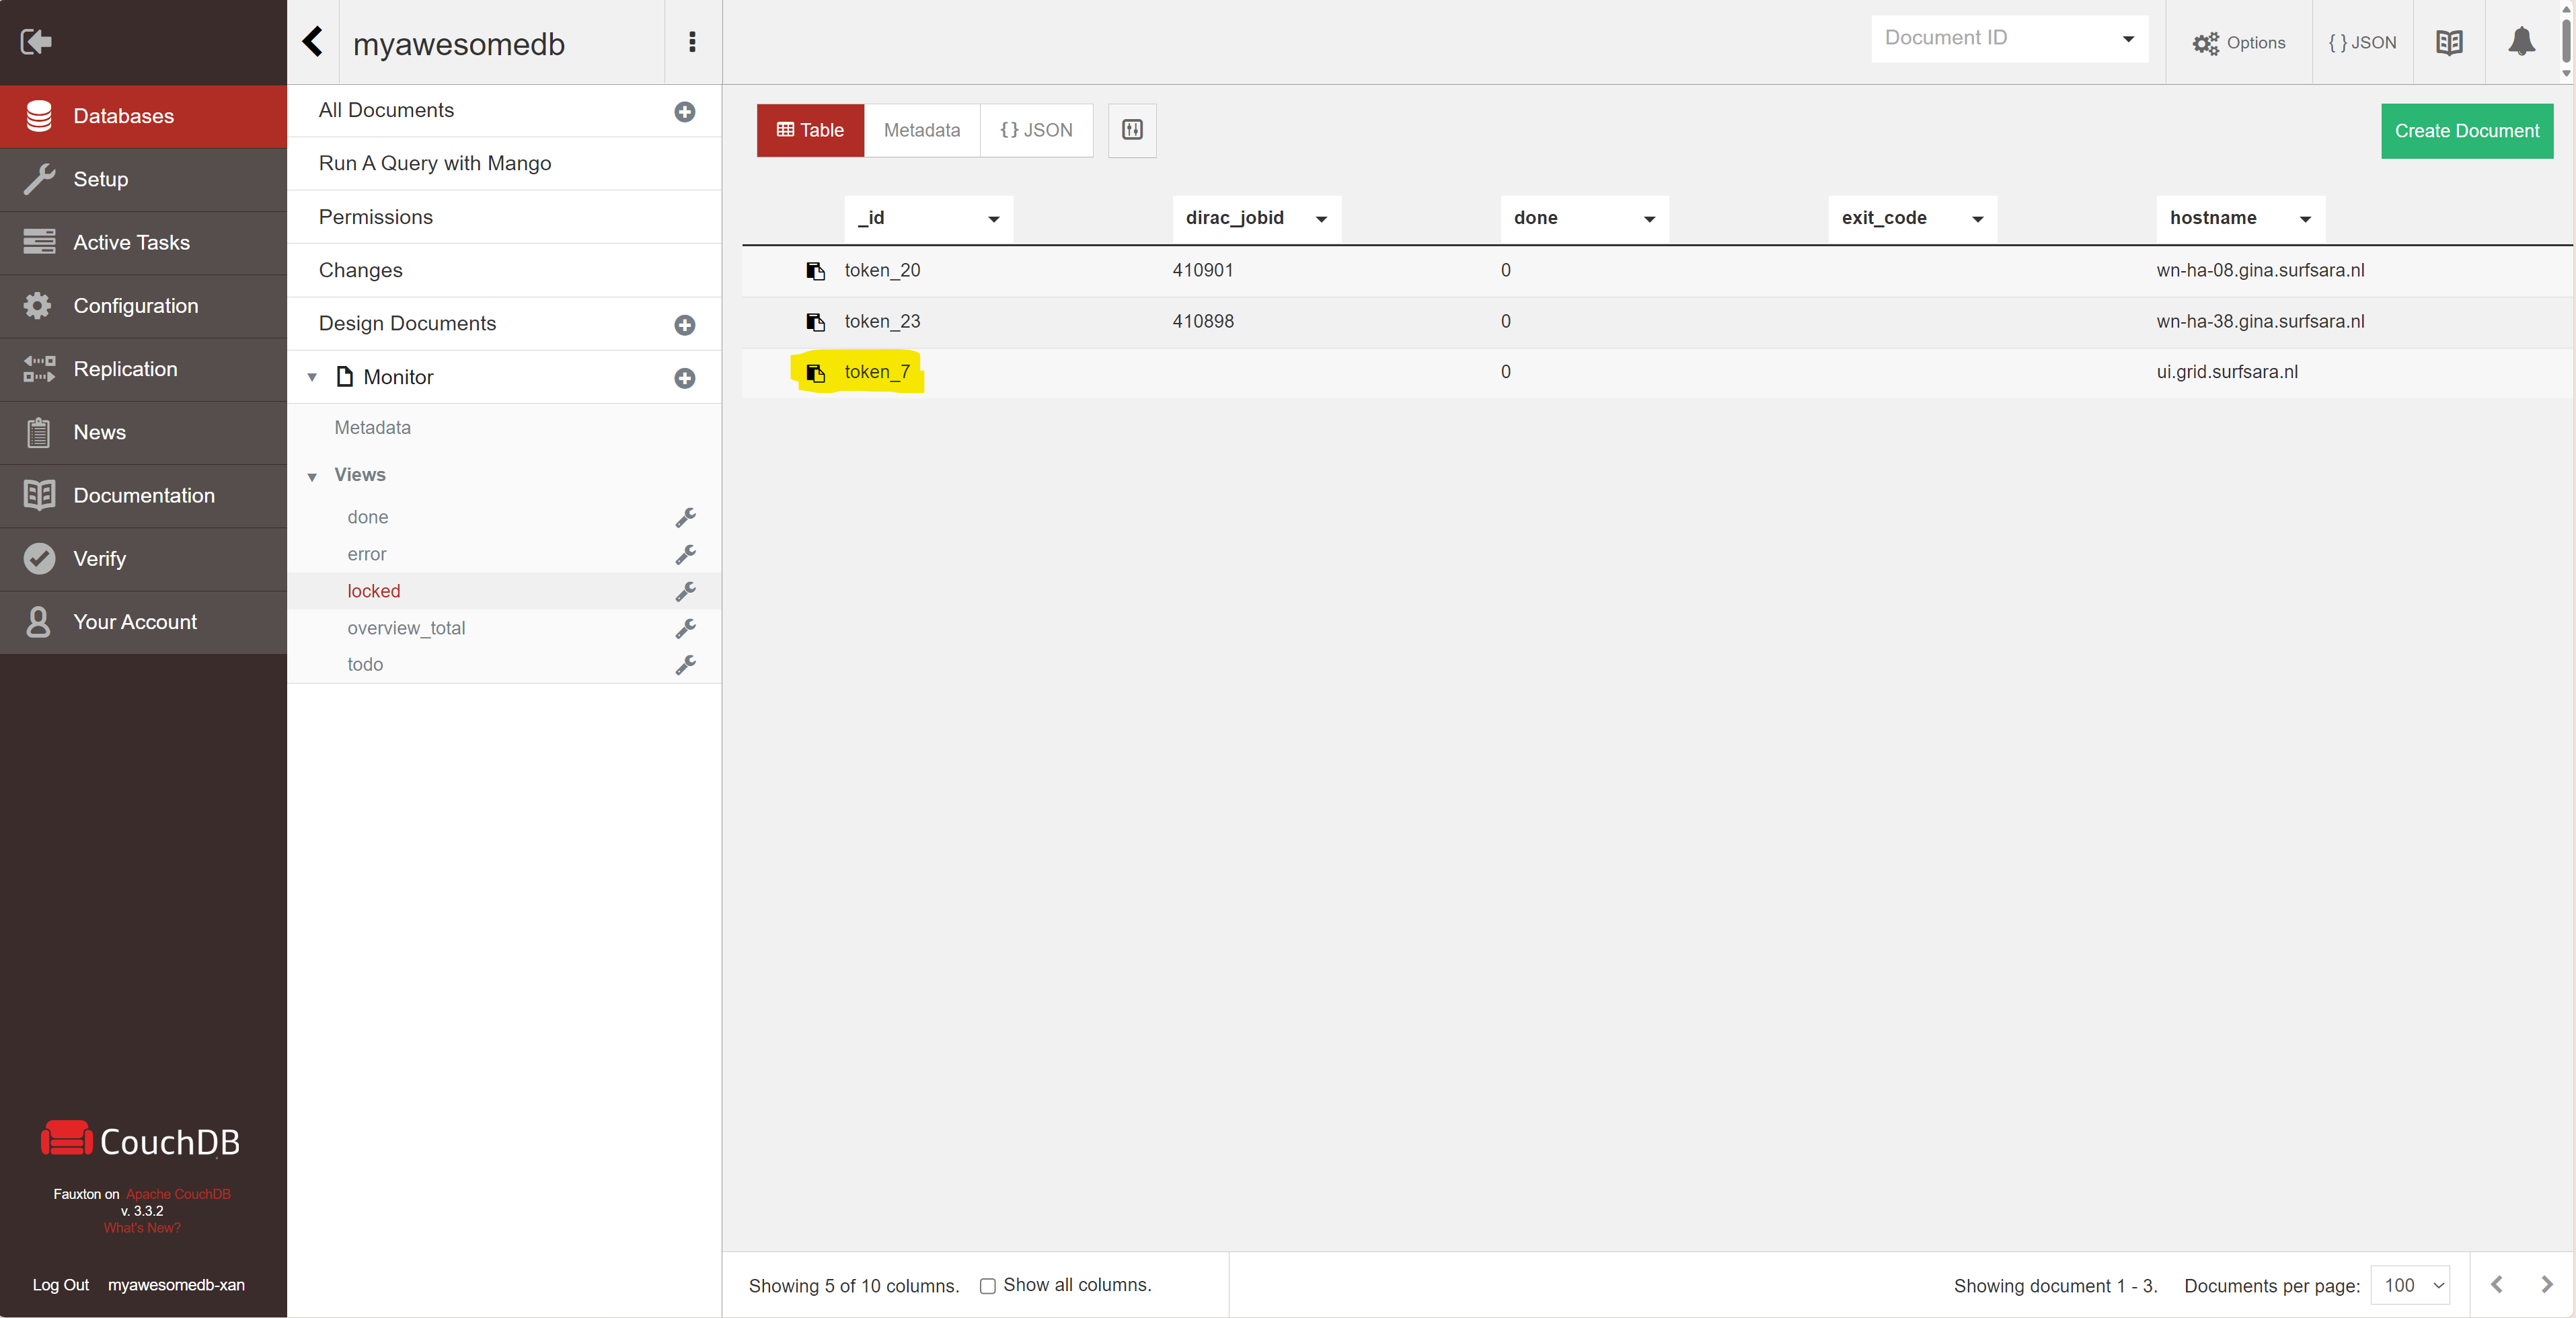 myawesomedb
Document ID
Options
{ } JSON
Databases
Setup
Active Tasks
Configuration
Replication
News
Documentation
Verify
Your Account
All Documents
Run A Query with Mango
Permissions
Changes
Design Documents
Monitor
Metadata
Views
done
error
locked
overview_total
todo
Table Metadata {} JSON
Create Document
_id dirac_jobid done exit_code hostname
token_20 410901 0 wn-ha-08.gina.surfsara.nl
token_23 410898 0 wn-ha-38.gina.surfsara.nl
token_7 0 ui.grid.surfsara.nl
CouchDB
Fauxton on Apache CouchDB
v. 3.3.2
What's New?
Log Out myawesomedb-xan
Showing 5 of 10 columns. Show all columns.
Showing document 1 - 3. Documents per page: 100